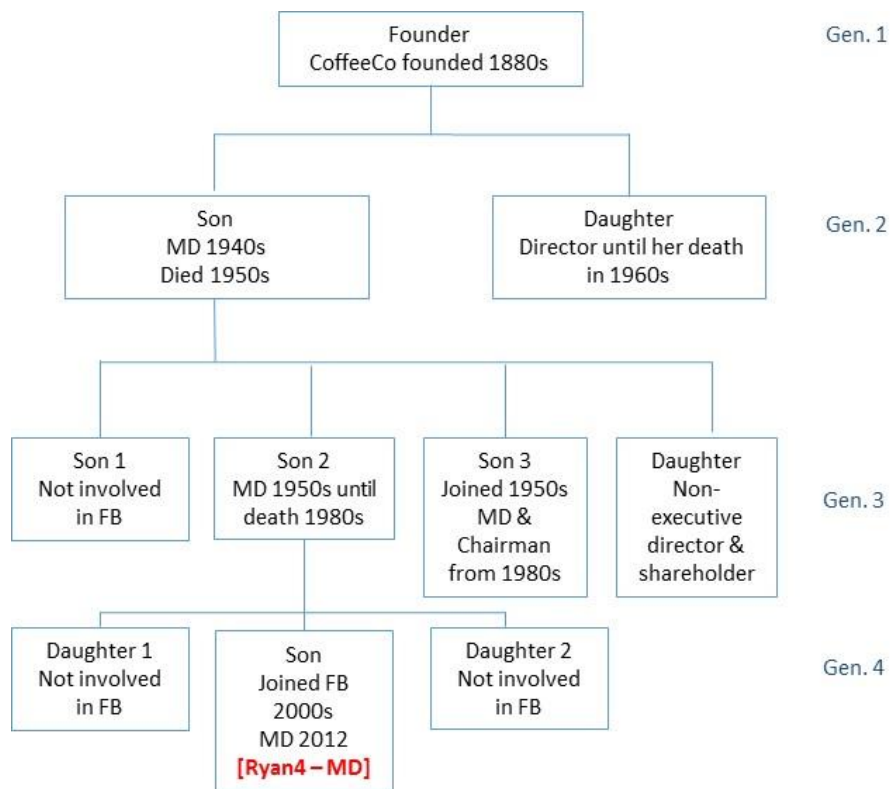 Founder
CoffeeCo founded 1880s
Gen. 1
Son
MD 1940s
Died 1950s
Daughter
Director until her death
in 1960s
Gen. 2
Son 1
Not involved
in FB
Son 2
MD 1950s until
death 1980s
Son 3
Joined 1950s
MD &
Chairman
from 1980s
Daughter
Non-
executive
director &
shareholder
Gen. 3
Daughter 1
Not involved
in FB
Son
Joined FB
2000s
MD 2012
[Ryan4 – MD]
Daughter 2
Not involved
in FB
Gen. 4